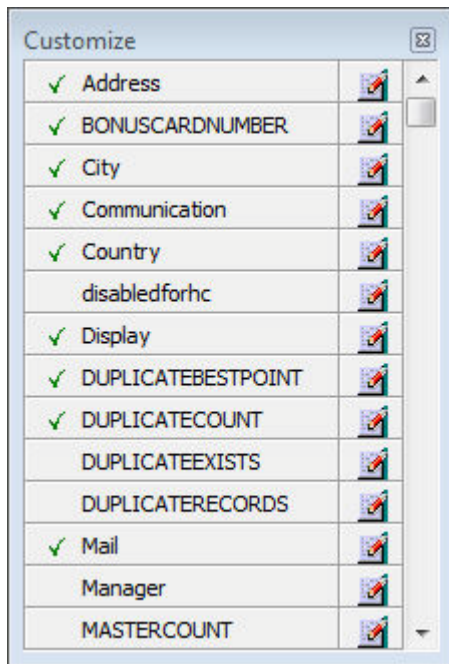 Customize
Address
BONUSCARDNUMBER
City
Communication
Country
disabledforhc
Display
DUPLICATEBESTPOINT
DUPLICATECOUNT
DUPLICATEEXISTS
DUPLICATERECORDS
Mail
Manager
MASTERCOUNT